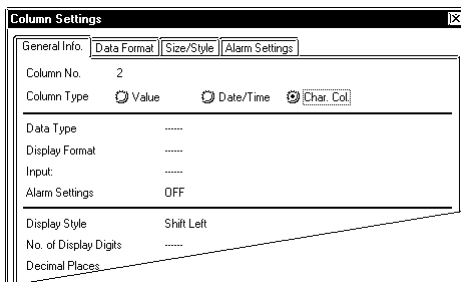 Column Settings
General Info. Data Format Size/Style Alarm Settings
Column No. 2
Column Type Value Date/Time Char. Col.
Data Type ------
Display Format ------
Input: ------
Alarm Settings OFF
Display Style Shift Left
No. of Display Digits ------
Decimal Places